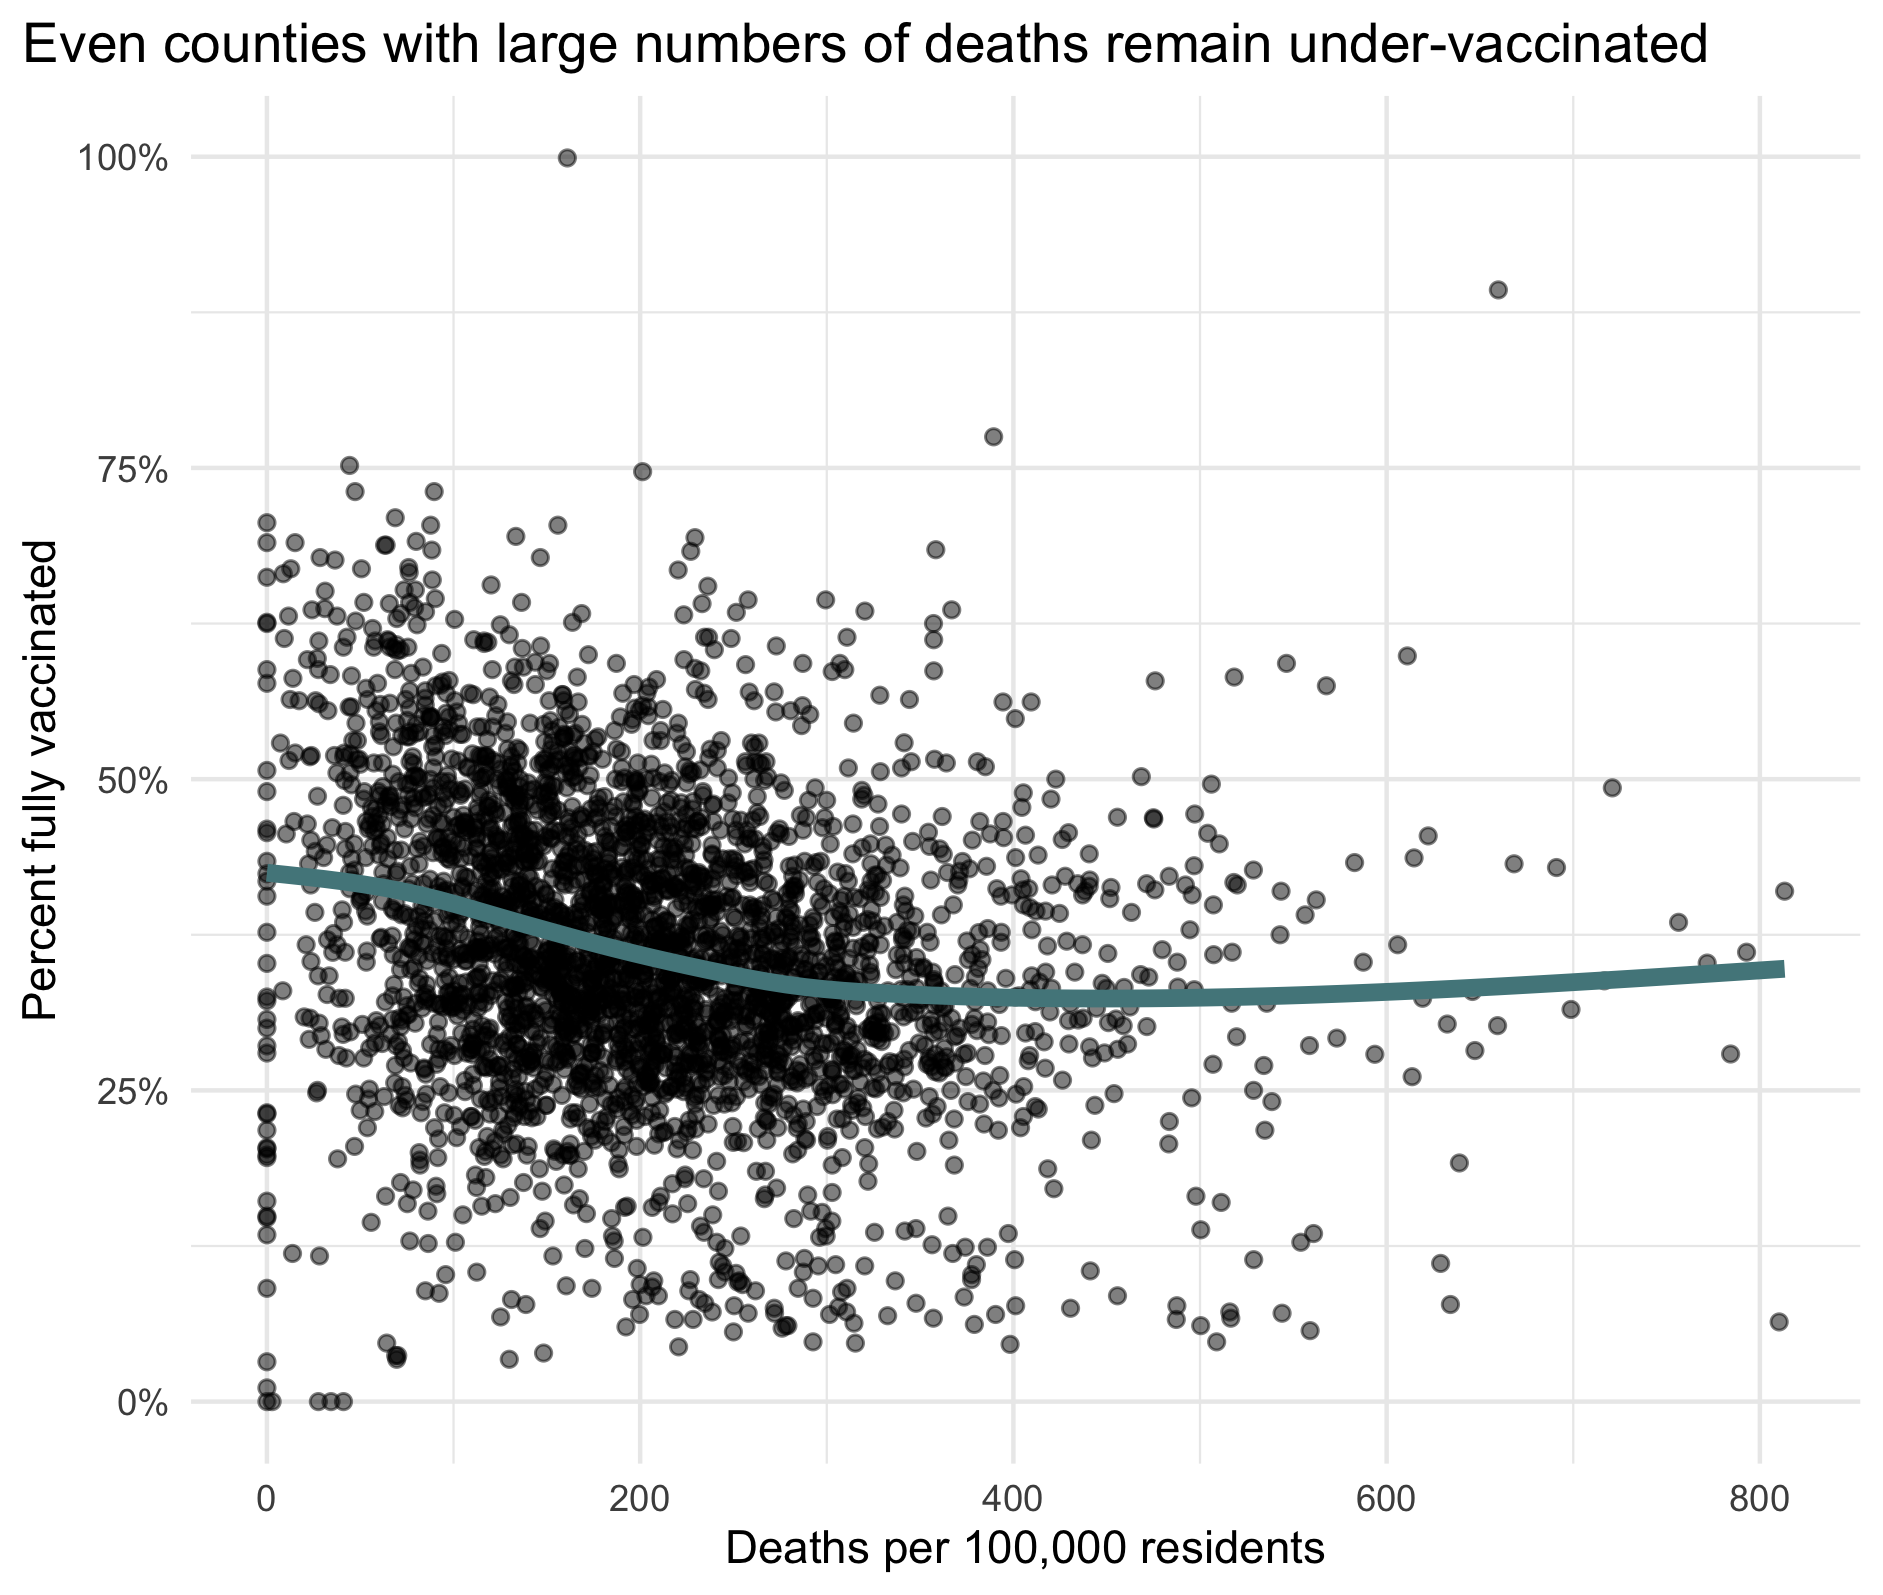 Even counties with large numbers of deaths remain under-vaccinated
100%
75%
50%
25%
0%
Percent fully vaccinated
0 200 400 600 800
Deaths per 100,000 residents